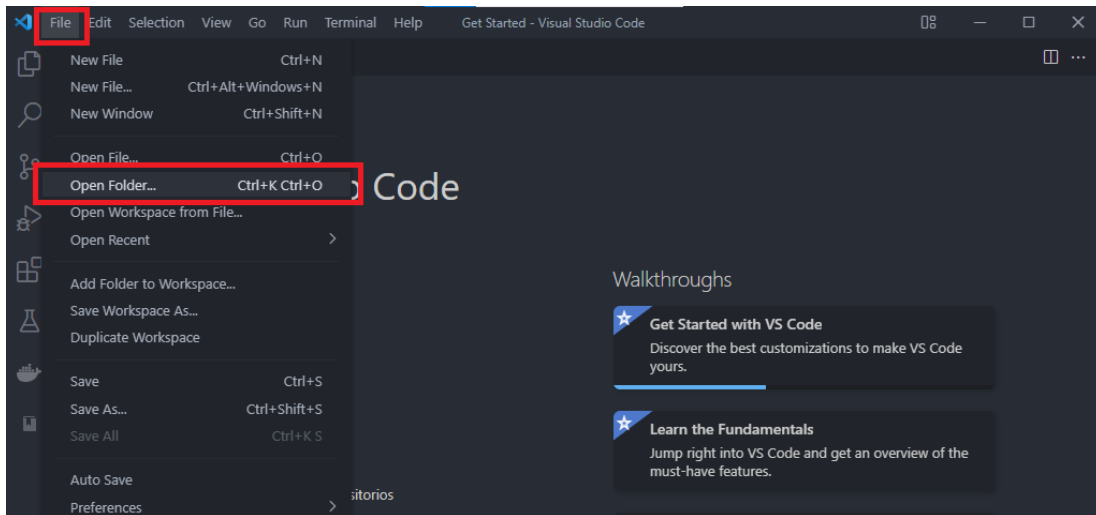 File Edit Selection View Go Run Terminal Help Get Started - Visual Studio Code
New File Ctrl+N
New File... Ctrl+Alt+Windows+N
New Window Ctrl+Shift+N
Open File... Ctrl+O
Open Folder... Ctrl+K Ctrl+O
Code
Open Workspace from File...
Open Recent
Add Folder to Workspace...
Save Workspace As...
Duplicate Workspace
Save Ctrl+S
Save As... Ctrl+Shift+S
Save All Ctrl+K S
Auto Save
Preferences
sitorios
Walkthroughs
Get Started with VS Code
Discover the best customizations to make VS Code
yours.
Learn the Fundamentals
Jump right into VS Code and get an overview of the
must-have features.